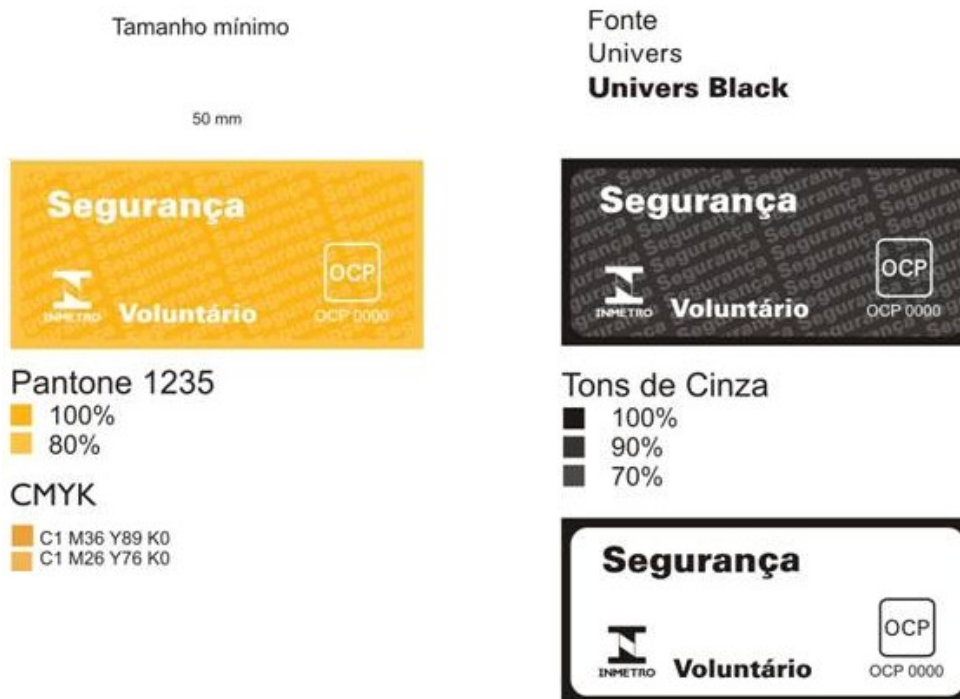 Tamanho mínimo
50 mm
Segurança
OCP
INMETRO
Voluntário
OCP 0000
Pantone 1235
100%
80%
CMYK
C1 M36 Y89 K0
C1 M26 Y76 K0
Fonte
Univers
Univers Black
Segurança
OCP
INMETRO
Voluntário
OCP 0000
Tons de Cinza
100%
90%
70%
Segurança
OCP
INMETRO
Voluntário
OCP 0000